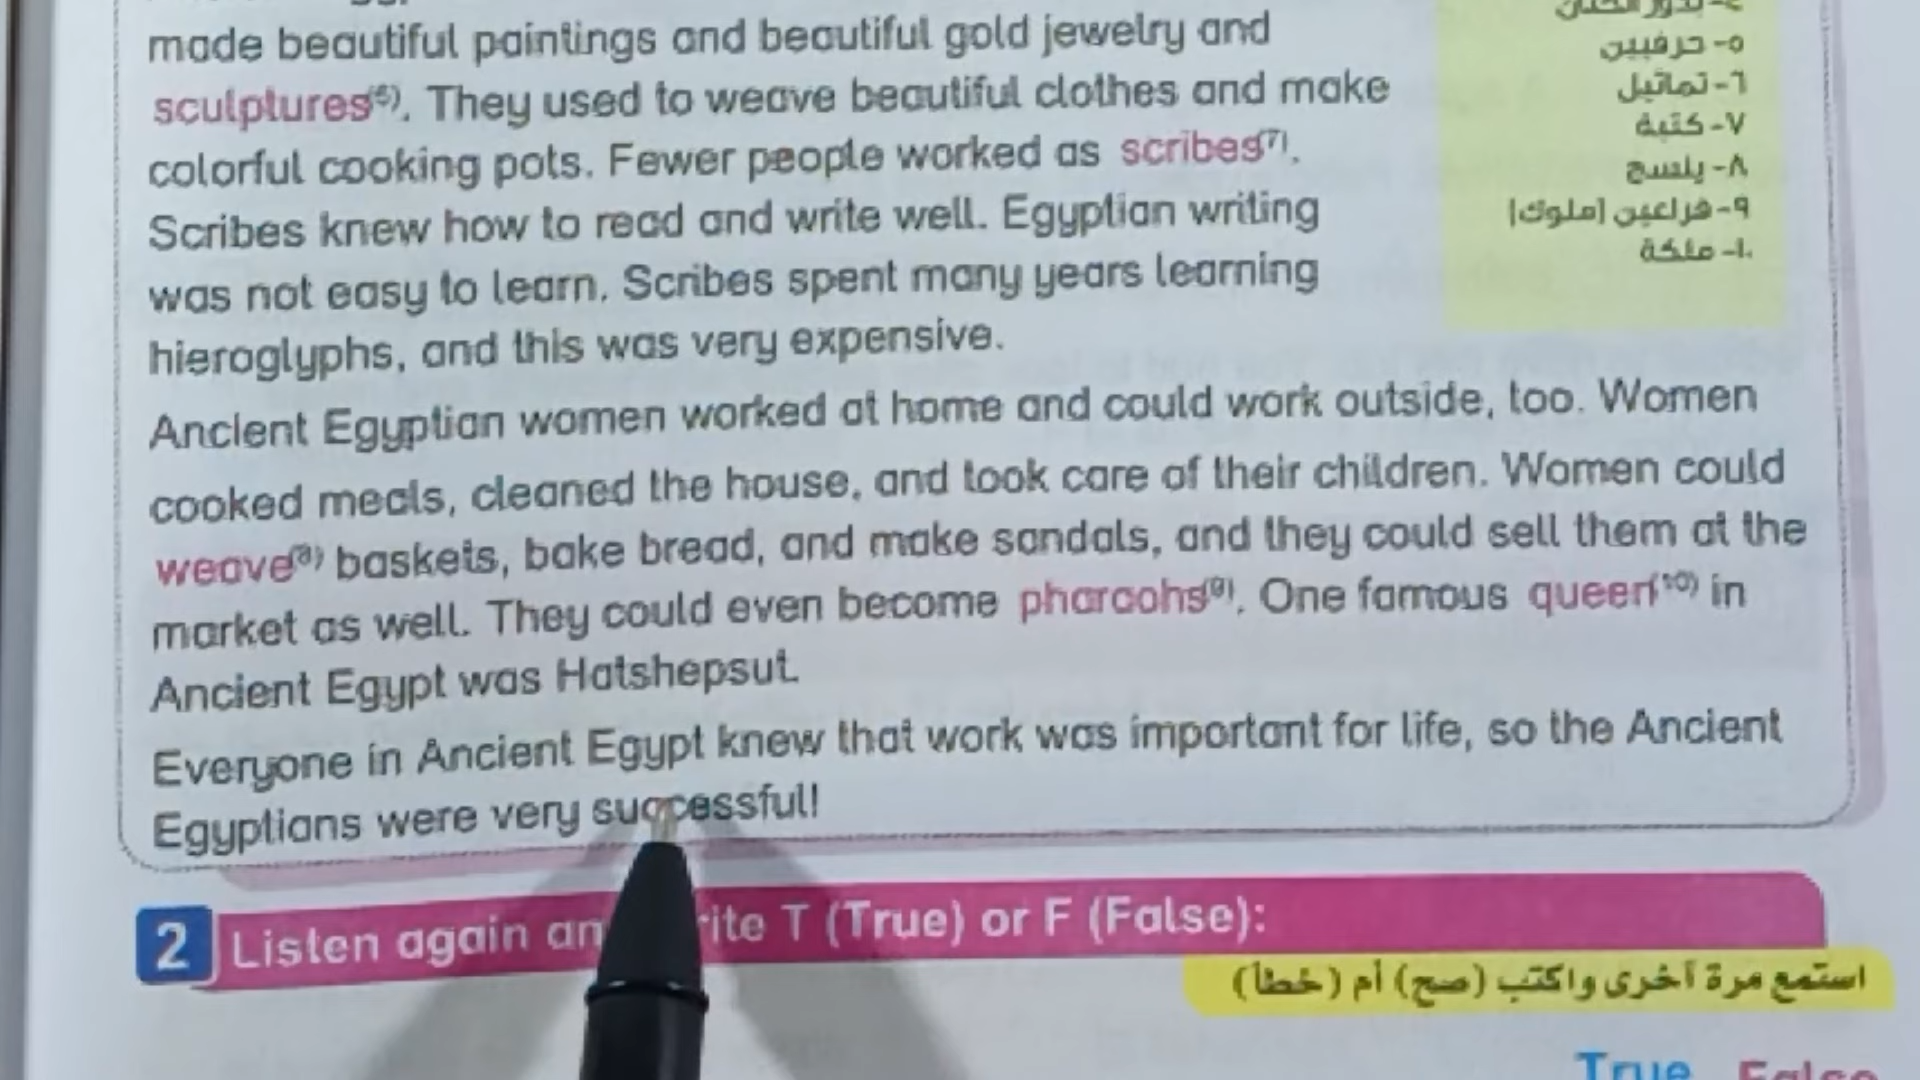 made beautiful paintings and beautiful gold jewelry and
sculptures(6). They used to weave beautiful clothes and make
colorful cooking pots. Fewer people worked as scribes(7).
Scribes knew how to read and write well. Egyptian writing
was not easy to learn. Scribes spent many years learning
hieroglyphs, and this was very expensive.
Ancient Egyptian women worked at home and could work outside, too. Women
cooked meals, cleaned the house, and took care of their children. Women could
weave(8) baskets, bake bread, and make sandals, and they could sell them at the
market as well. They could even become pharaohs(9). One famous queen(10) in
Ancient Egypt was Hatshepsut.
Everyone in Ancient Egypt knew that work was important for life, so the Ancient
Egyptians were very successful!
٥- حرفيين
٦- تماثيل
٧- كتبة
٨- ينسج
٩- فراعين (ملوك)
١٠- ملكة
2 Listen again an rite T (True) or F (False):
استمع مرة أخرى واكتب (صح) أم (خطأ)
True False